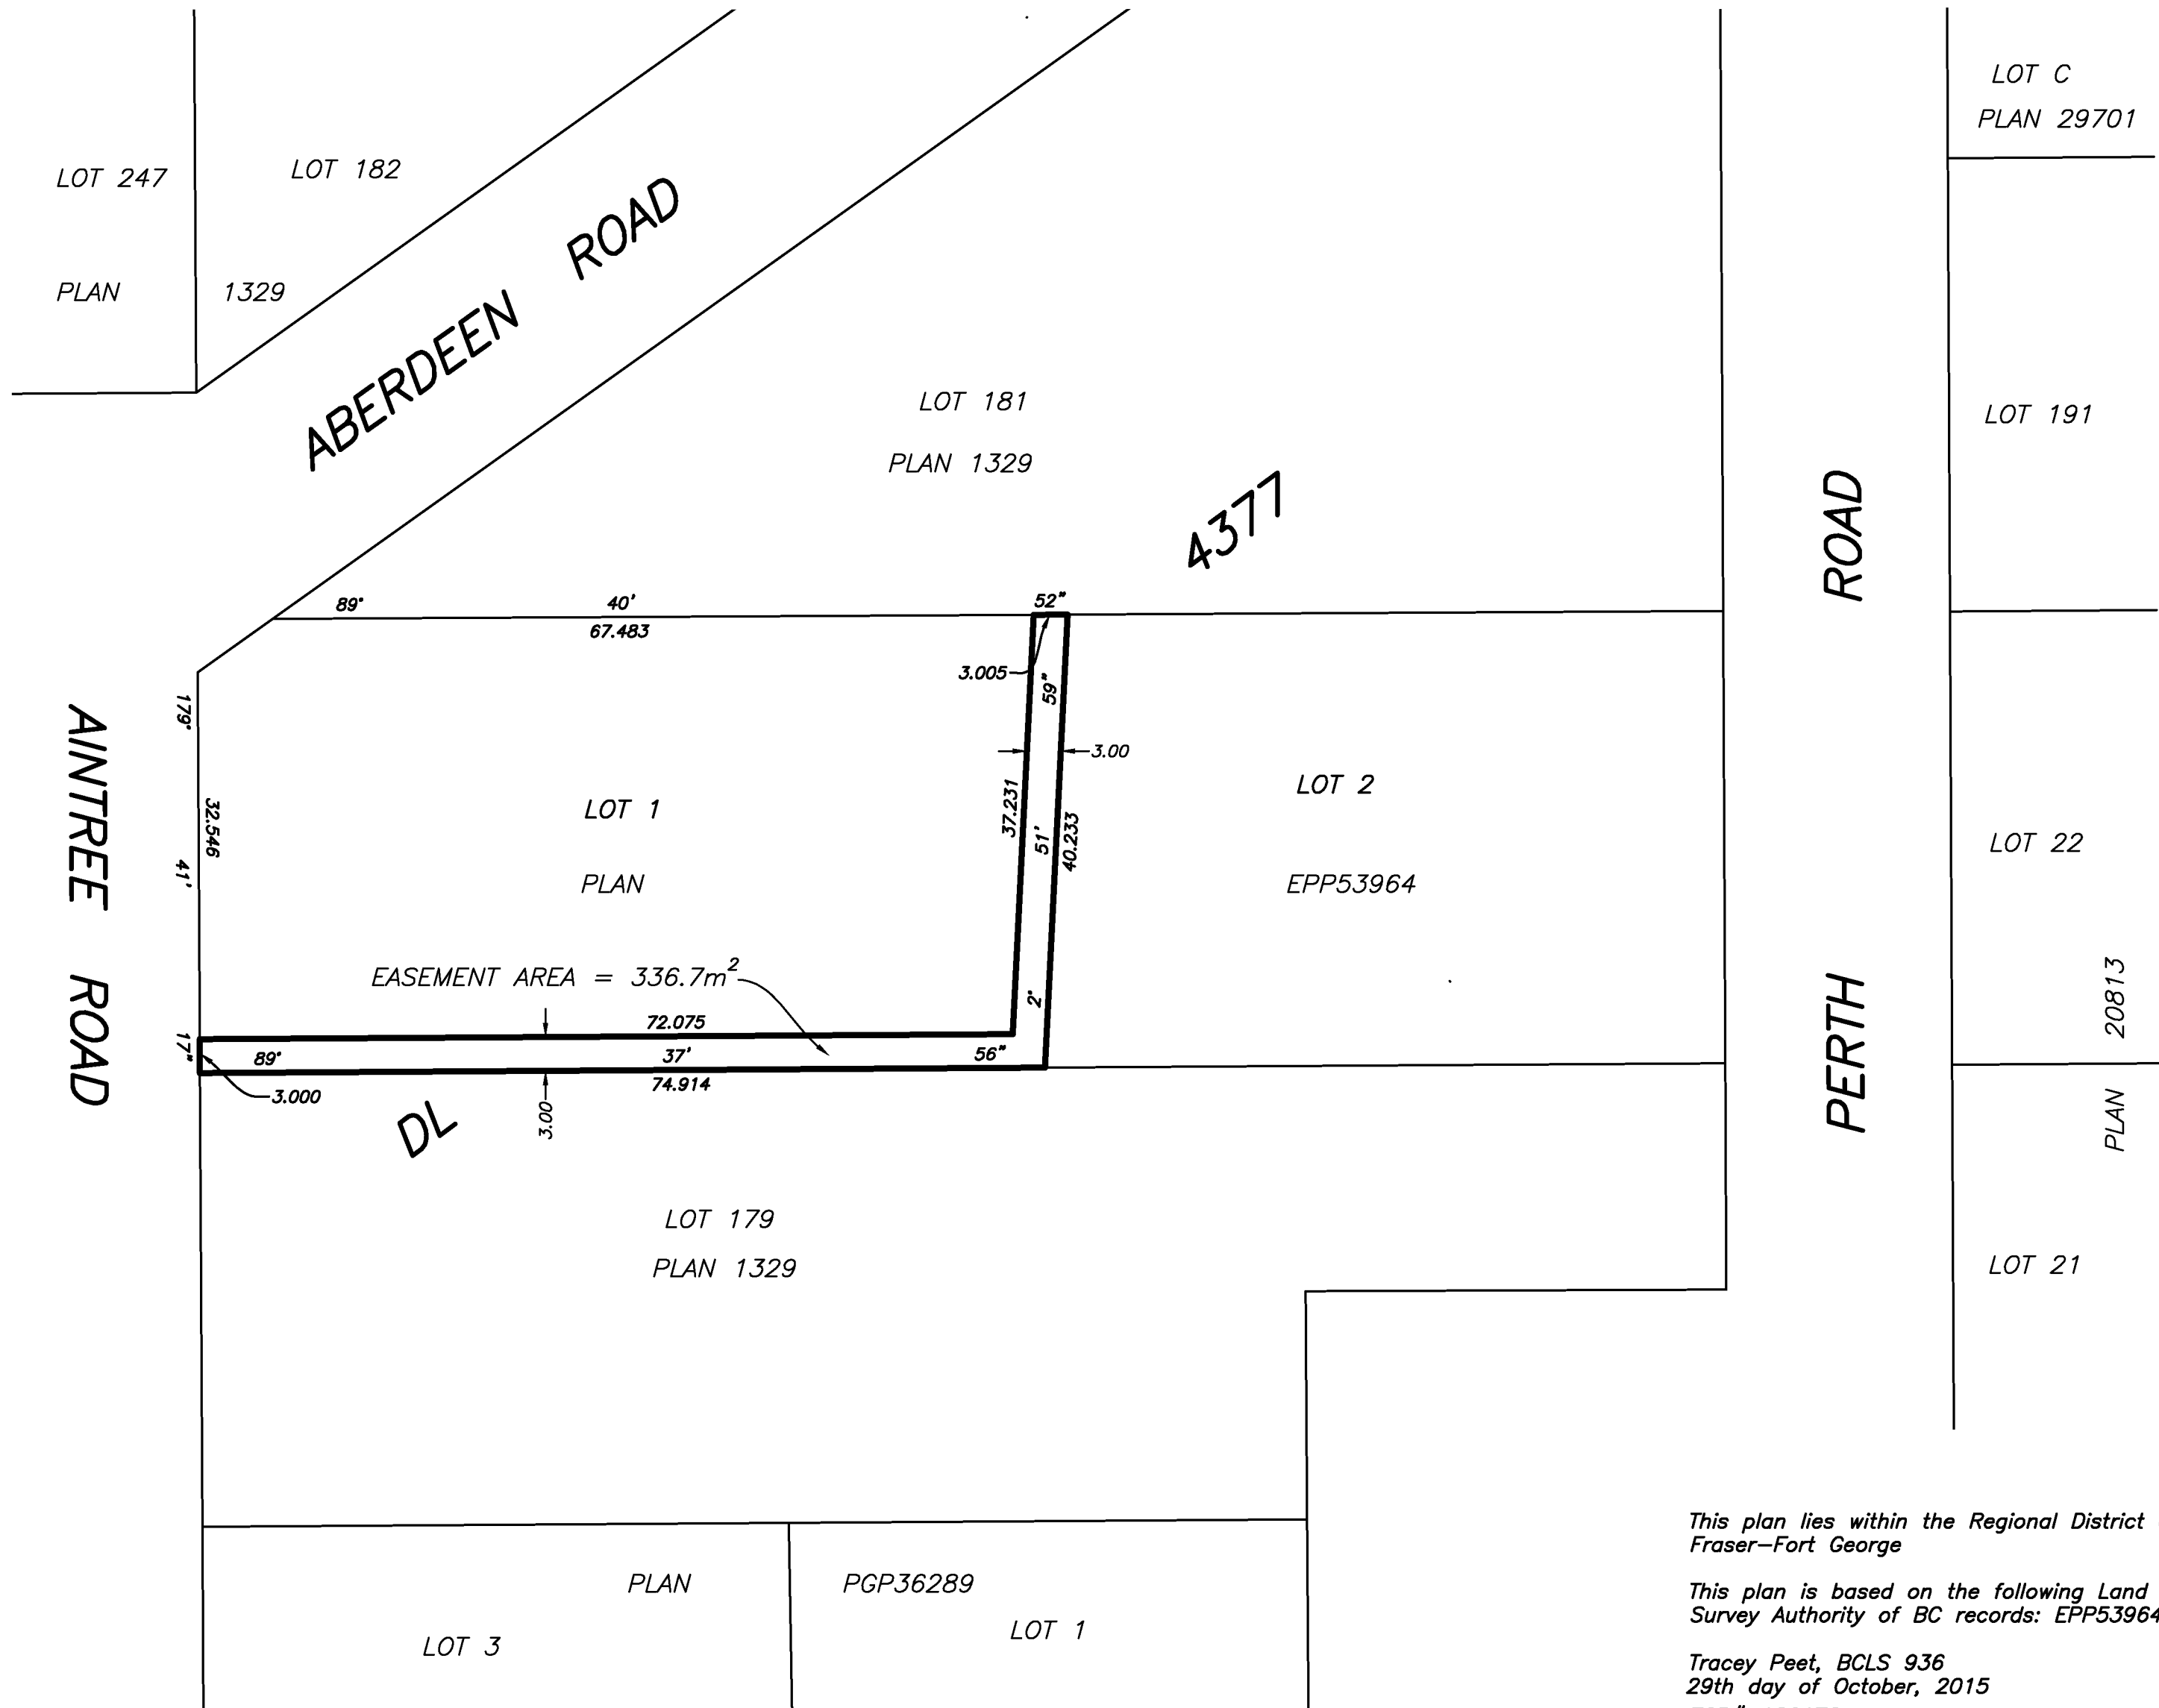 LOT C
PLAN 29701
LOT 247
LOT 182
PLAN 1329
ABERDEEN ROAD
LOT 181
PLAN 1329
LOT 191
4377
PERTH ROAD
89° 40' 52"
67.483
3.005
59"
3.00
179°
41'
17"
32.546
AINTREE ROAD
LOT 1
37.231
51'
40.233
2°
LOT 2
LOT 22
PLAN
EPP53964
EASEMENT AREA = 336.7m²
72.075
89° 37' 56"
74.914
3.000
3.00
DL
PLAN 20813
LOT 179
PLAN 1329
LOT 21
PLAN PGP36289
LOT 3
LOT 1
This plan lies within the Regional District
Fraser-Fort George
This plan is based on the following Land
Survey Authority of BC records: EPP53964
Tracey Peet, BCLS 936
29th day of October, 2015